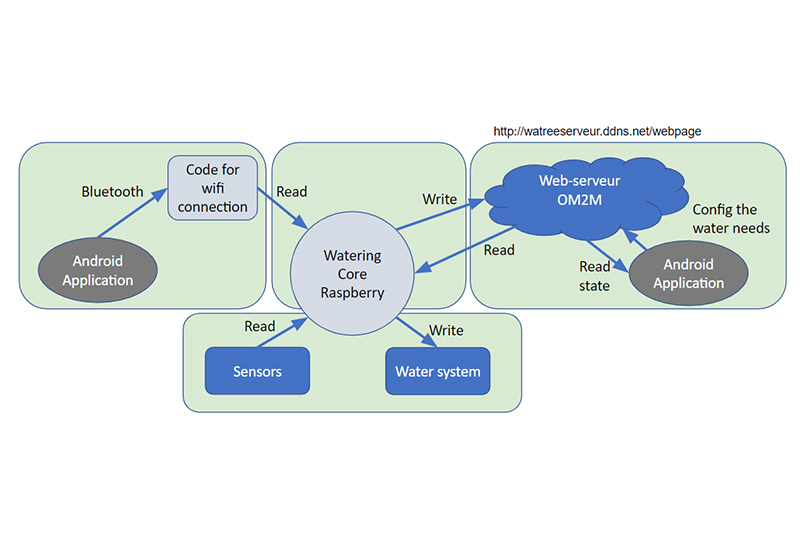 http://watreeserveur.ddns.net/webpage
Bluetooth
Code for
wifi
connection
Read
Android
Application
Watering
Core
Raspberry
Write
Read
Web-serveur
OM2M
Config the
water needs
Read
state
Android
Application
Read
Write
Sensors
Water system